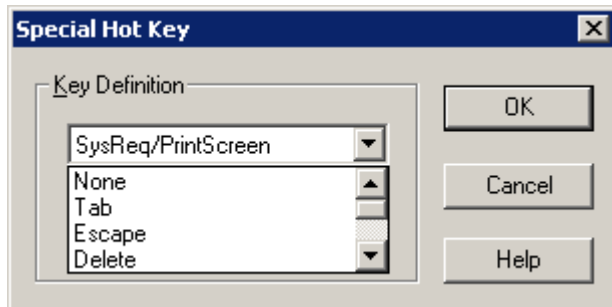 Special Hot Key
Key Definition
SysReq/PrintScreen
None
Tab
Escape
Delete
OK
Cancel
Help